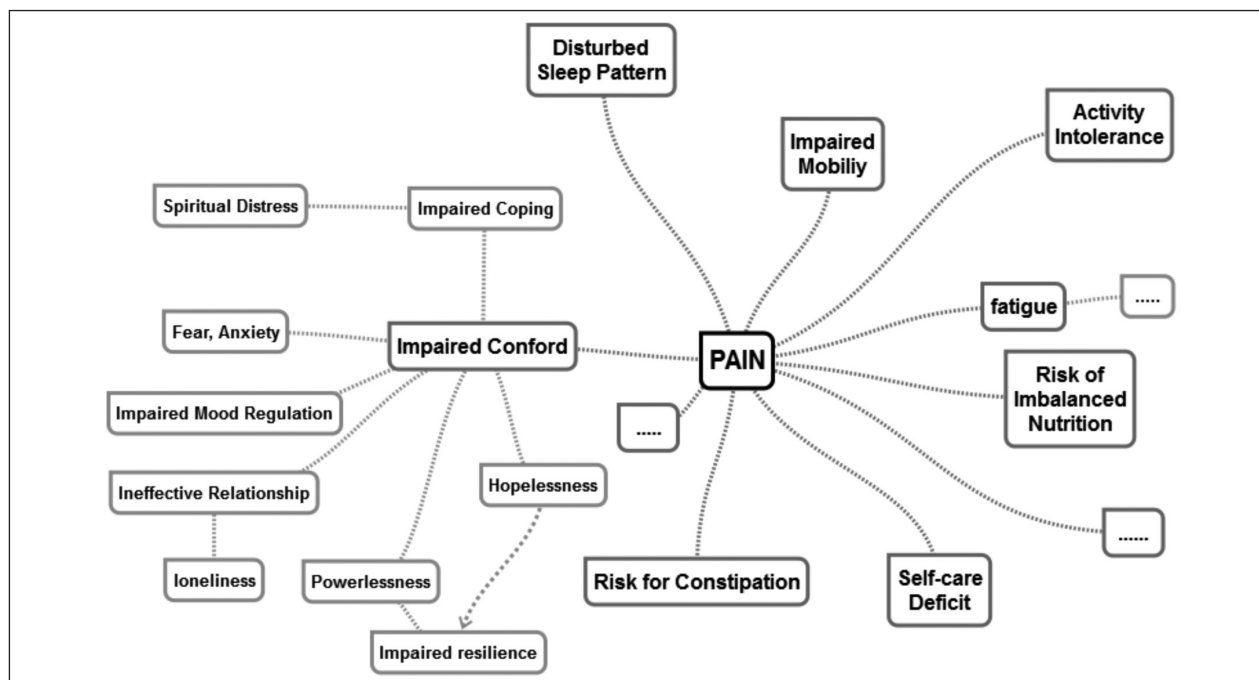 Disturbed
Sleep Pattern
Activity
Intolerance
Impaired
Mobiliy
Spiritual Distress
Impaired Coping
fatigue
.....
Fear, Anxiety
Impaired Conford
PAIN
Risk of
Imbalanced
Nutrition
Impaired Mood Regulation
.....
Ineffective Relationship
Hopelessness
......
loneliness
Powerlessness
Risk for Constipation
Self-care
Deficit
Impaired resilience